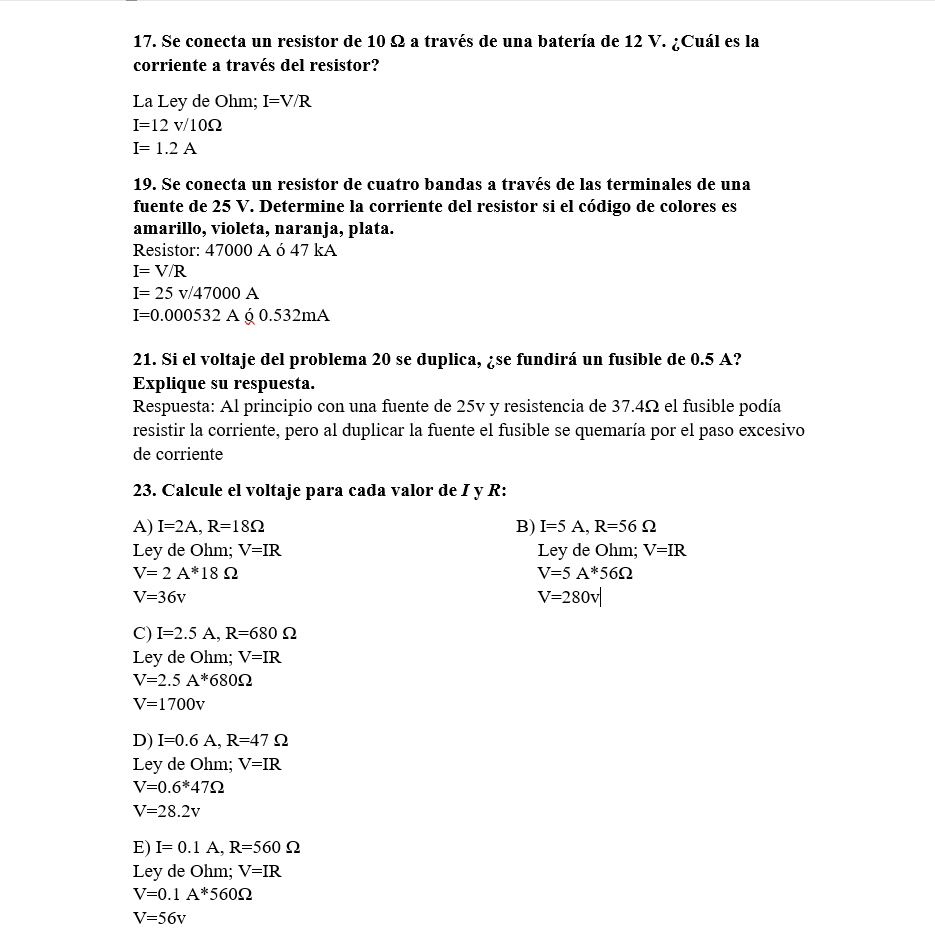 17. Se conecta un resistor de 10 Ω a través de una batería de 12 V. ¿Cuál es la
corriente a través del resistor?
La Ley de Ohm; I=V/R
I=12 v/10Ω
I= 1.2 A
19. Se conecta un resistor de cuatro bandas a través de las terminales de una
fuente de 25 V. Determine la corriente del resistor si el código de colores es
amarillo, violeta, naranja, plata.
Resistor: 47000 A ó 47 kA
I= V/R
I= 25 v/47000 A
I=0.000532 A ó 0.532mA
21. Si el voltaje del problema 20 se duplica, ¿se fundirá un fusible de 0.5 A?
Explique su respuesta.
Respuesta: Al principio con una fuente de 25v y resistencia de 37.4Ω el fusible podía
resistir la corriente, pero al duplicar la fuente el fusible se quemaría por el paso excesivo
de corriente
23. Calcule el voltaje para cada valor de I y R:
A) I=2A, R=18Ω
Ley de Ohm; V=IR
V= 2 A*18 Ω
V=36v
B) I=5 A, R=56 Ω
Ley de Ohm; V=IR
V=5 A*56Ω
V=280v
C) I=2.5 A, R=680 Ω
Ley de Ohm; V=IR
V=2.5 A*680Ω
V=1700v
D) I=0.6 A, R=47 Ω
Ley de Ohm; V=IR
V=0.6*47Ω
V=28.2v
E) I= 0.1 A, R=560 Ω
Ley de Ohm; V=IR
V=0.1 A*560Ω
V=56v